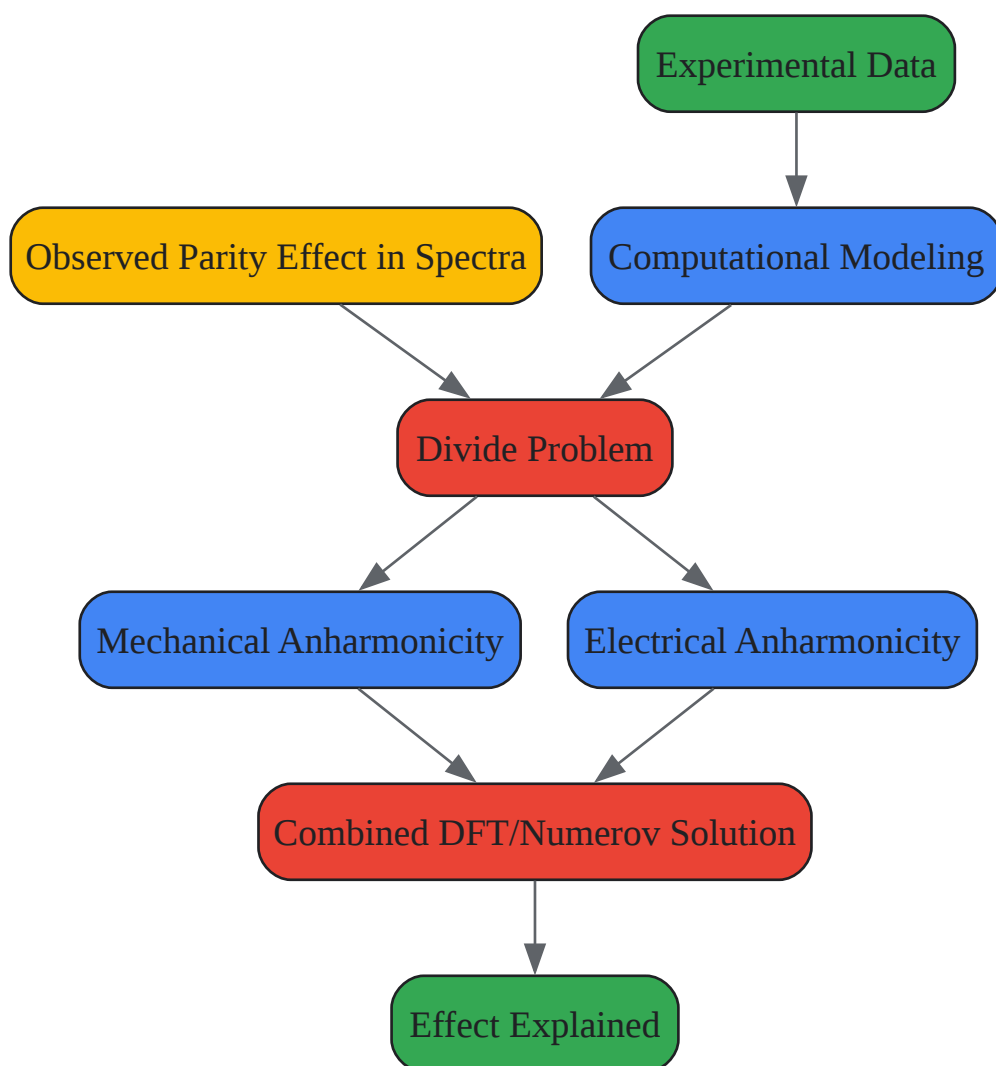 Experimental Data
Observed Parity Effect in Spectra
Computational Modeling
Divide Problem
Mechanical Anharmonicity
Electrical Anharmonicity
Combined DFT/Numerov Solution
Effect Explained